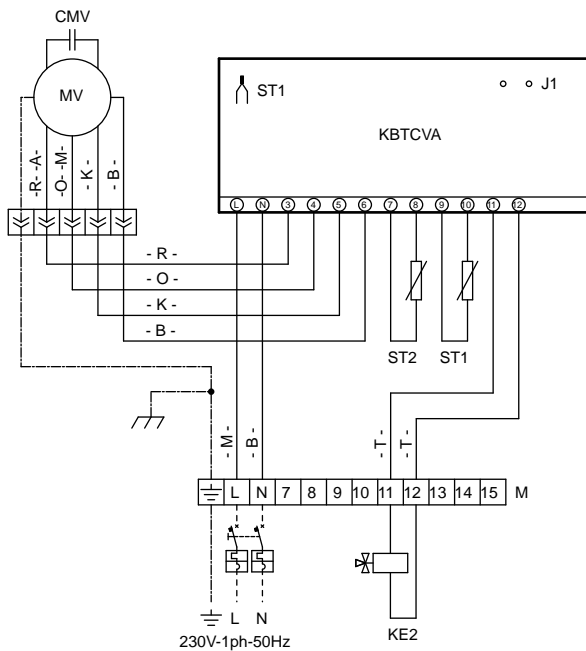 CMV
MV
ST1
J1
KBTCVA
L N 3 4 5 6 7 8 9 10 11 12
-R- -A-
-O- -M-
- K -
- B -
- R -
- O -
- K -
- B -
ST2 ST1
- M -
- B -
- T -
- T -
L N 7 8 9 10 11 12 13 14 15 M
L N
230V-1ph-50Hz
KE2